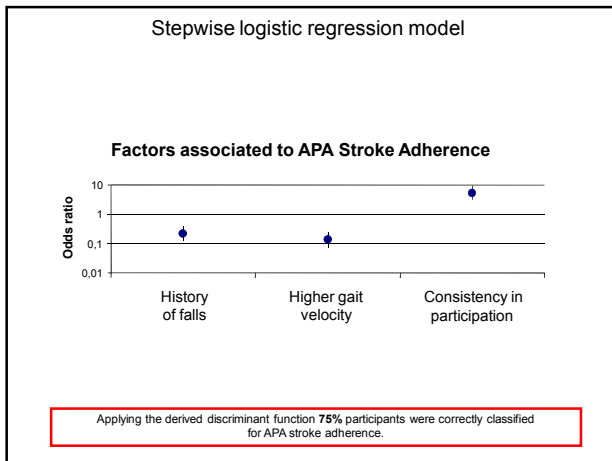 Stepwise logistic regression model
Factors associated to APA Stroke Adherence
Odds ratio
10
1
0,1
0,01
History
of falls
Higher gait
velocity
Consistency in
participation
Applying the derived discriminant function 75% participants were correctly classified
for APA stroke adherence.